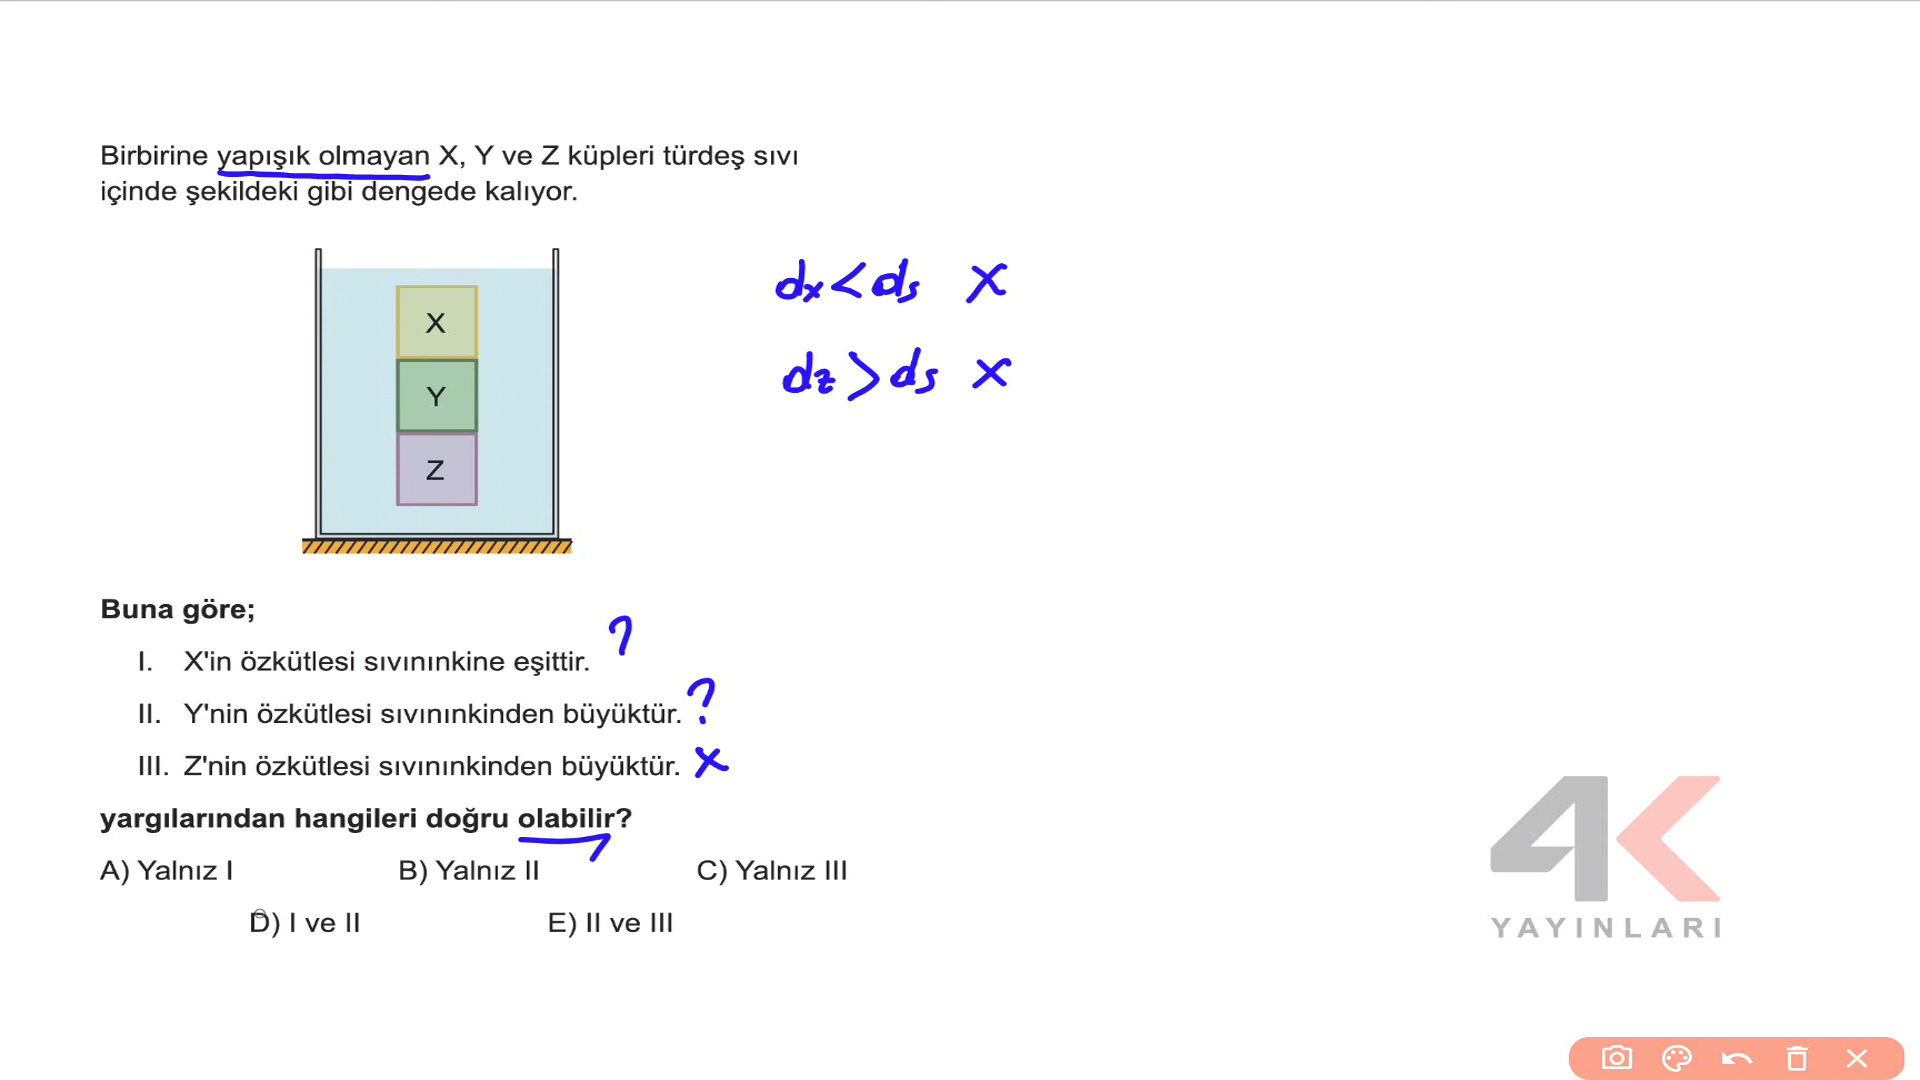 Birbirine yapışık olmayan X, Y ve Z küpleri türdeş sıvı
içinde şekildeki gibi dengede kalıyor.
X
Y
Z
dx < ds X
dz > ds X
Buna göre;
I. X'in özkütlesi sıvınınkine eşittir. ?
II. Y'nin özkütlesi sıvınınkinden büyüktür. ?
III. Z'nin özkütlesi sıvınınkinden büyüktür. X
yargılarından hangileri doğru olabilir?
A) Yalnız I B) Yalnız II C) Yalnız III
D) I ve II E) II ve III
4K
YAYINLARI